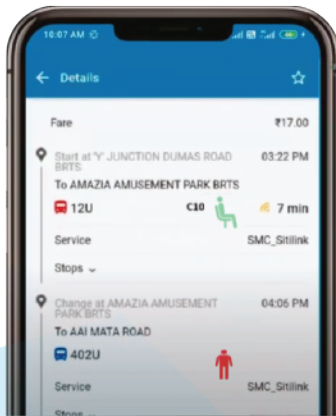 10:07 AM
Details
Fare ₹17.00
Start at 'Y' JUNCTION DUMAS ROAD 03:22 PM
BRTS
To AMAZIA AMUSEMENT PARK BRTS
12U C10 7 min
Service SMC_Sitilink
Stops
Change at AMAZIA AMUSEMENT 04:06 PM
PARK BRTS
To AAI MATA ROAD
402U
Service SMC_Sitilink
Stops